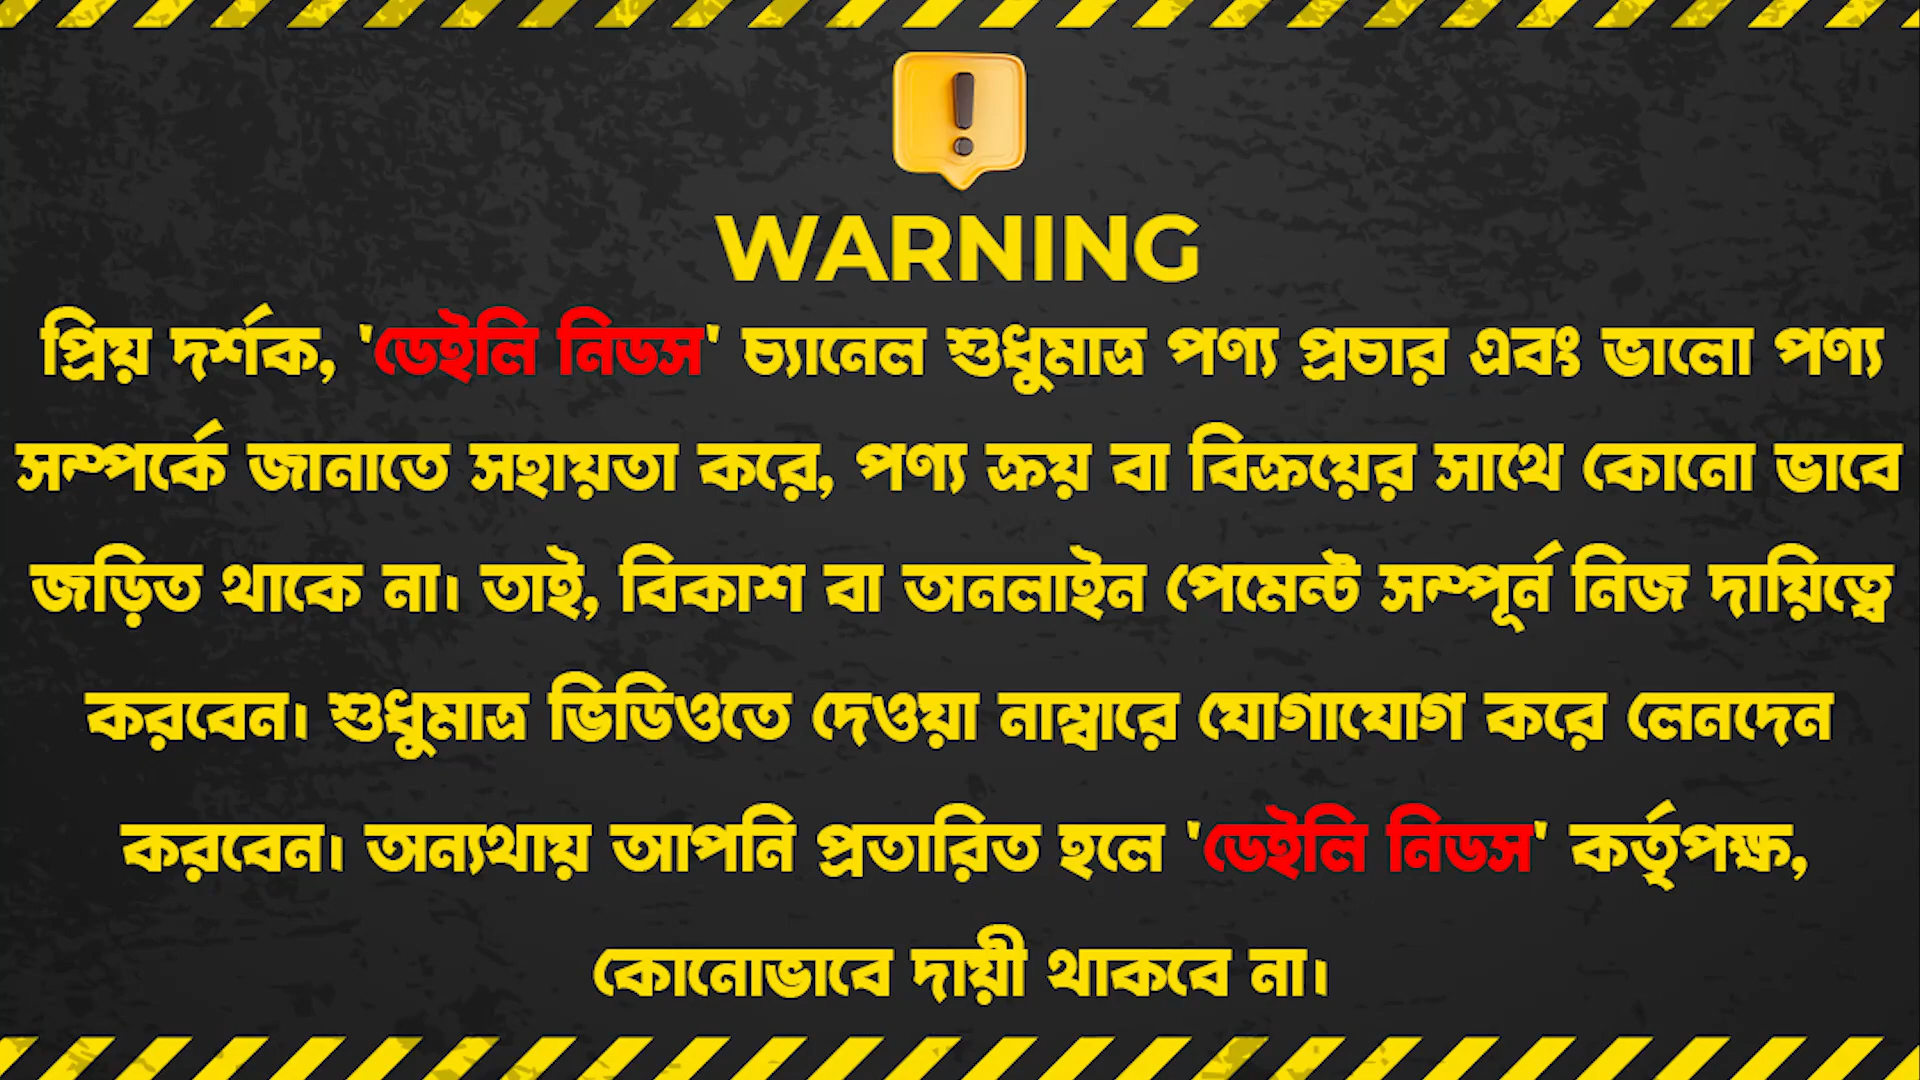 WARNING
প্রিয় দর্শক, 'ডেইলি নিডস' চ্যানেল শুধুমাত্র পণ্য প্রচার এবং ভালো পণ্য
সম্পর্কে জানাতে সহায়তা করে, পণ্য ক্রয় বা বিক্রয়ের সাথে কোনো ভাবে
জড়িত থাকে না। তাই, বিকাশ বা অনলাইন পেমেন্ট সম্পূর্ন নিজ দায়িত্বে
করবেন। শুধুমাত্র ভিডিওতে দেওয়া নাম্বারে যোগাযোগ করে লেনদেন
করবেন। অন্যথায় আপনি প্রতারিত হলে 'ডেইলি নিডস' কর্তৃপক্ষ,
কোনোভাবে দায়ী থাকবে না।